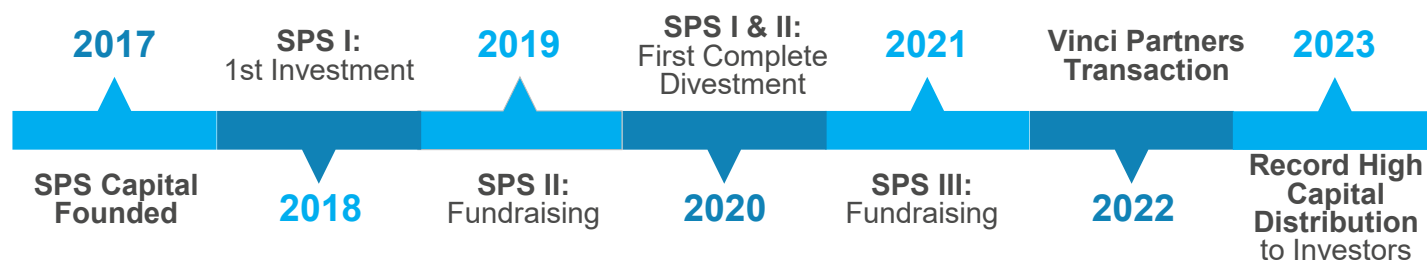 2017
SPS Capital
Founded
SPS I:
1st Investment
2018
2019
SPS II:
Fundraising
SPS I & II:
First Complete
Divestment
2020
2021
SPS III:
Fundraising
Vinci Partners
Transaction
2022
2023
Record High
Capital
Distribution
to Investors